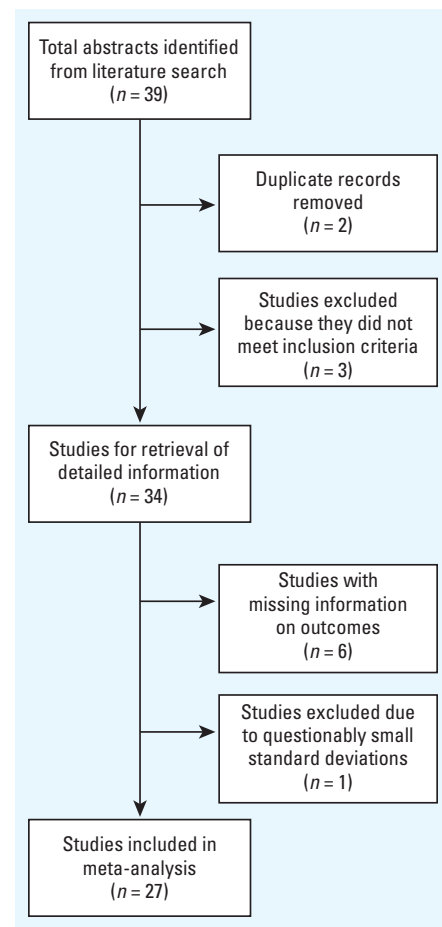 Total abstracts identified
from literature search
(n = 39)
Duplicate records
removed
(n = 2)
Studies excluded
because they did not
meet inclusion criteria
(n = 3)
Studies for retrieval of
detailed information
(n = 34)
Studies with
missing information
on outcomes
(n = 6)
Studies excluded due
to questionably small
standard deviations
(n = 1)
Studies included in
meta-analysis
(n = 27)